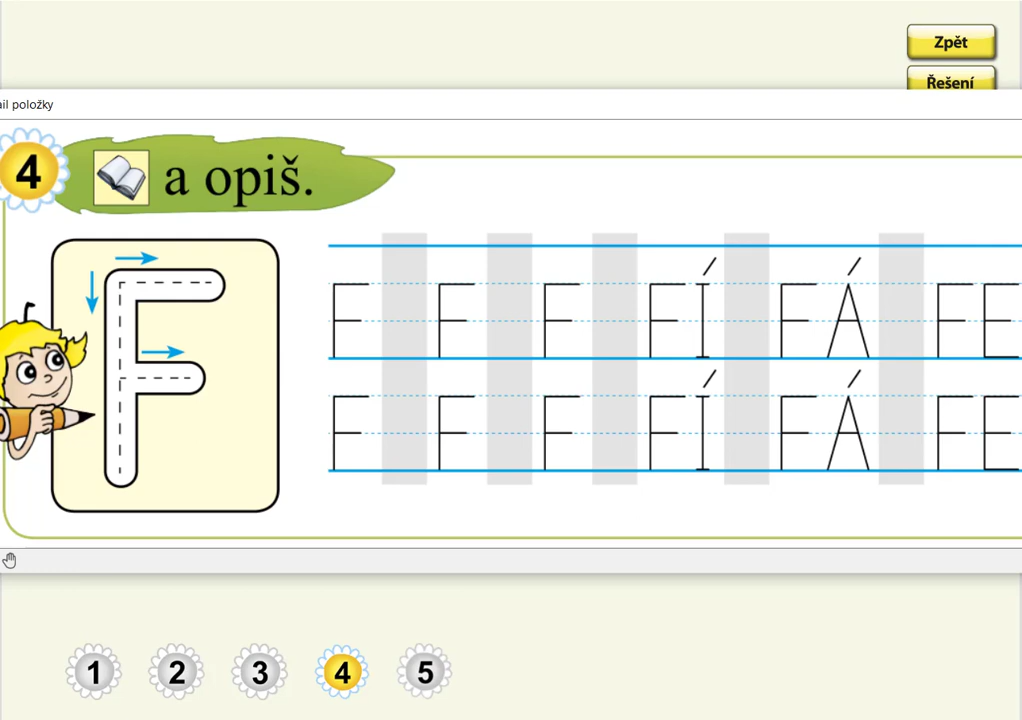 Zpět
Řešení
ail položky
4 a opiš.
F
F F F FÍ FÁ FE
F F F FÍ FÁ FE
1 2 3 4 5